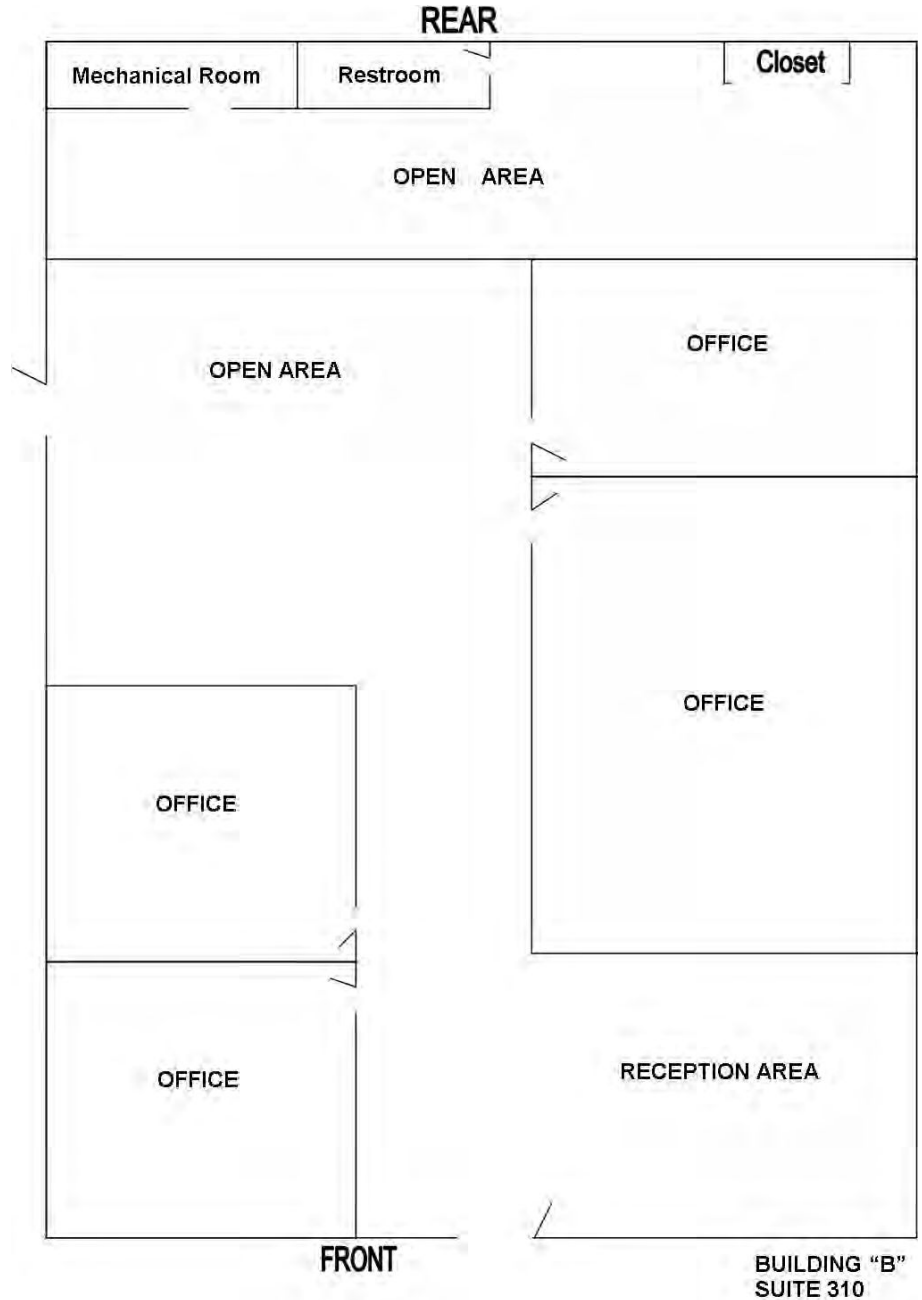 REAR
Mechanical Room
Restroom
Closet
OPEN AREA
OFFICE
OPEN AREA
OFFICE
OFFICE
RECEPTION AREA
OFFICE
FRONT
BUILDING “B”
SUITE 310